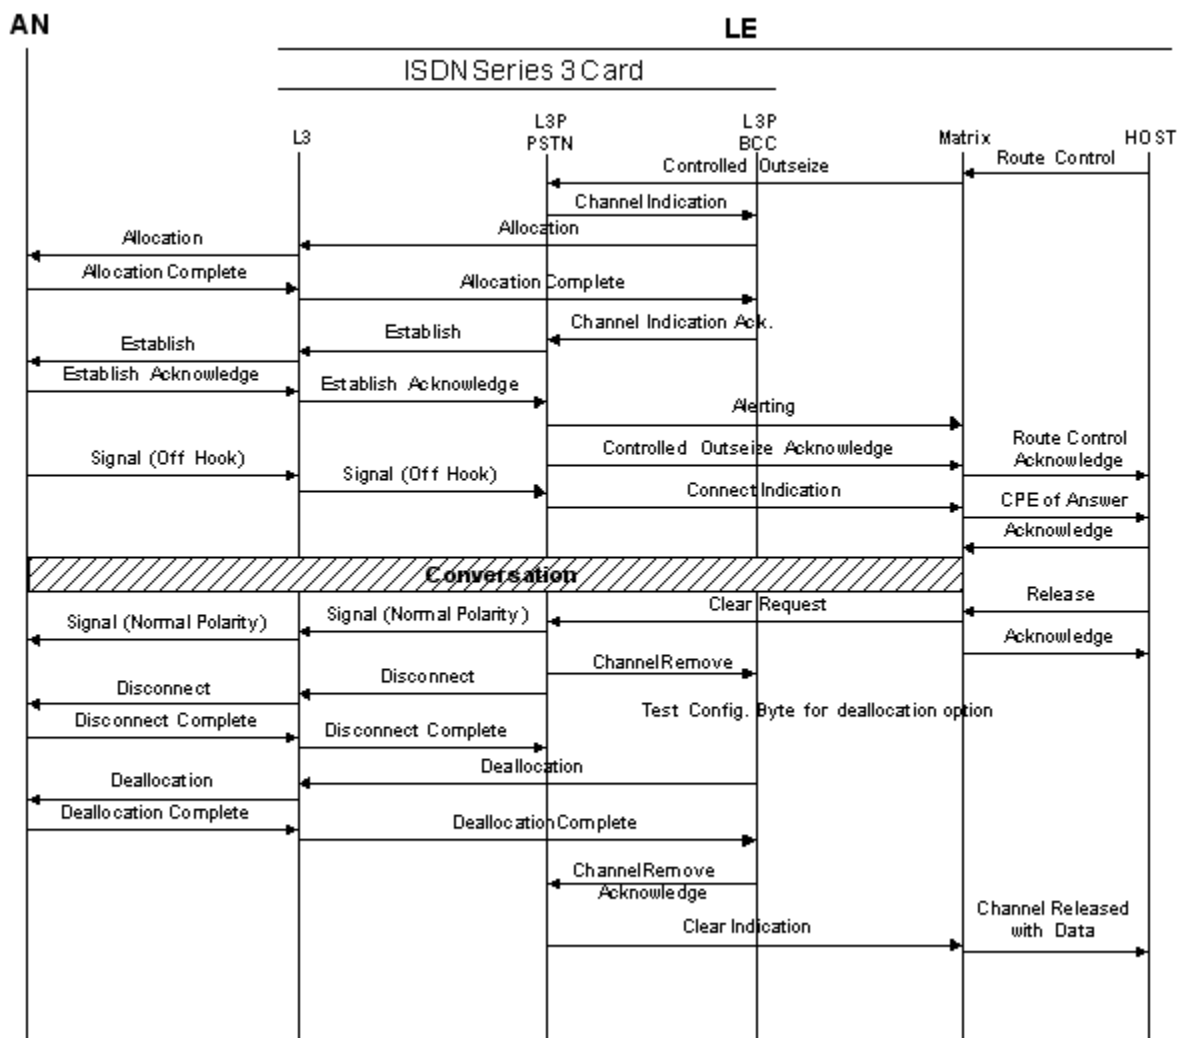 AN
LE
ISDN Series 3 Card
L3
L3P
PSTN
L3P
BCC
Matrix
HOST
Route Control
Controlled Outseize
Channel Indication
Allocation
Allocation
Allocation Complete
Allocation Complete
Channel Indication Ack.
Establish
Establish
Establish Acknowledge
Establish Acknowledge
Alerting
Controlled Outseize Acknowledge
Route Control
Acknowledge
Signal (Off Hook)
Signal (Off Hook)
Connect Indication
CPE of Answer
Acknowledge
Conversation
Release
Clear Request
Signal (Normal Polarity)
Signal (Normal Polarity)
Acknowledge
Channel Remove
Disconnect
Disconnect
Test Config. Byte for deallocation option
Disconnect Complete
Disconnect Complete
Deallocation
Deallocation
Deallocation Complete
Deallocation Complete
Channel Remove
Acknowledge
Clear Indication
Channel Released
with Data